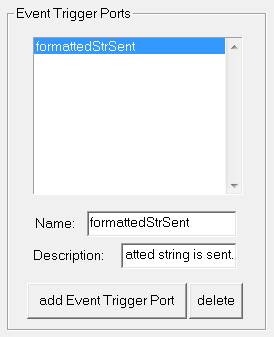 Event Trigger Ports
formattedStrSent
Name: formattedStrSent
Description: atted string is sent.
add Event Trigger Port delete